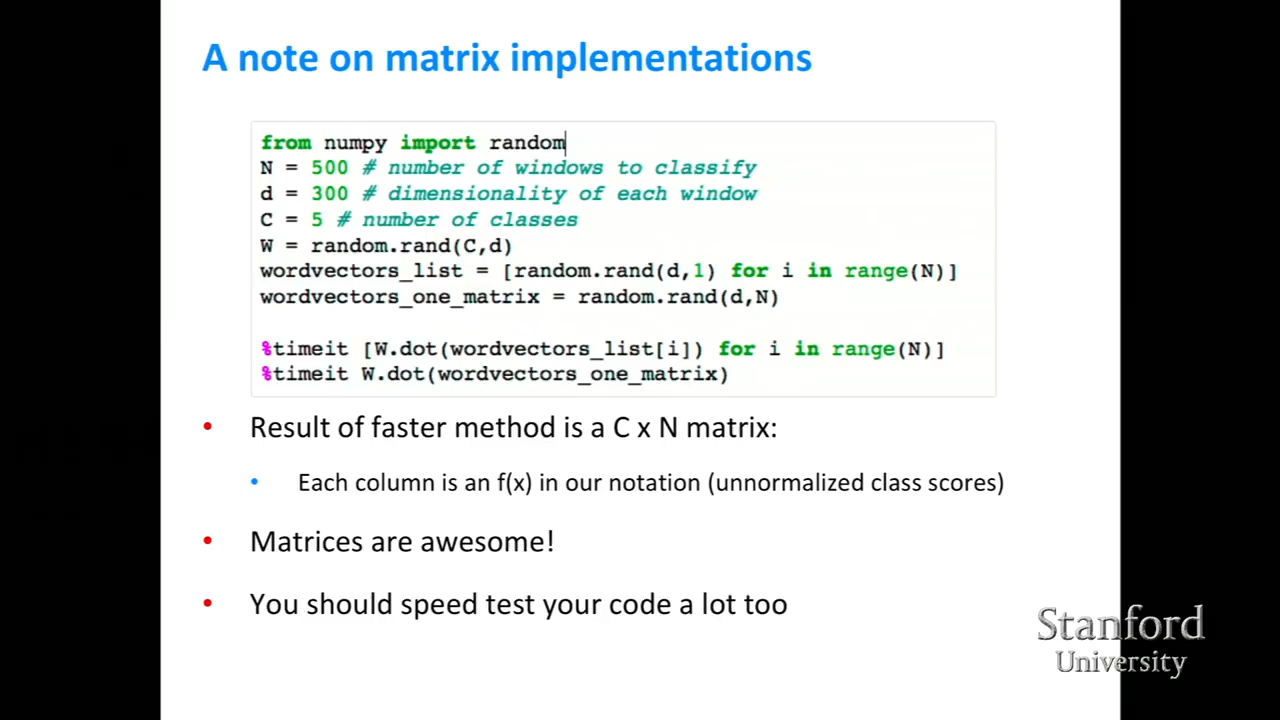 A note on matrix implementations
from numpy import random
N = 500 # number of windows to classify
d = 300 # dimensionality of each window
C = 5 # number of classes
W = random.rand(C,d)
wordvectors_list = [random.rand(d,1) for i in range(N)]
wordvectors_one_matrix = random.rand(d,N)
%timeit [W.dot(wordvectors_list[i]) for i in range(N)]
%timeit W.dot(wordvectors_one_matrix)
• Result of faster method is a C x N matrix:
• Each column is an f(x) in our notation (unnormalized class scores)
• Matrices are awesome!
• You should speed test your code a lot too
Stanford
University